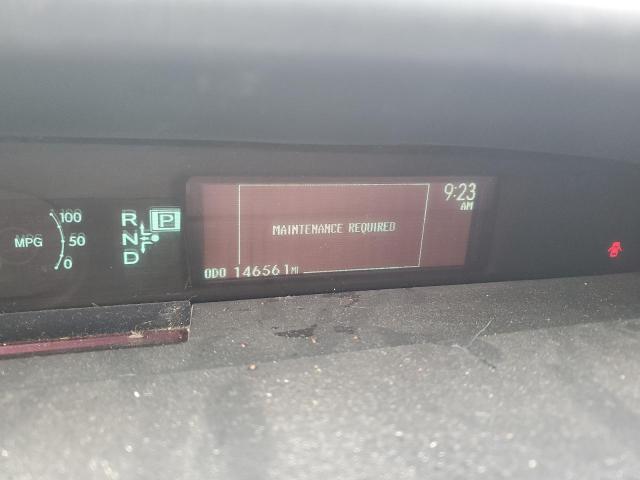 100
MPG 50
0
R P
N
D
MAINTENANCE REQUIRED
9:23
AM
ODO 146561 MI